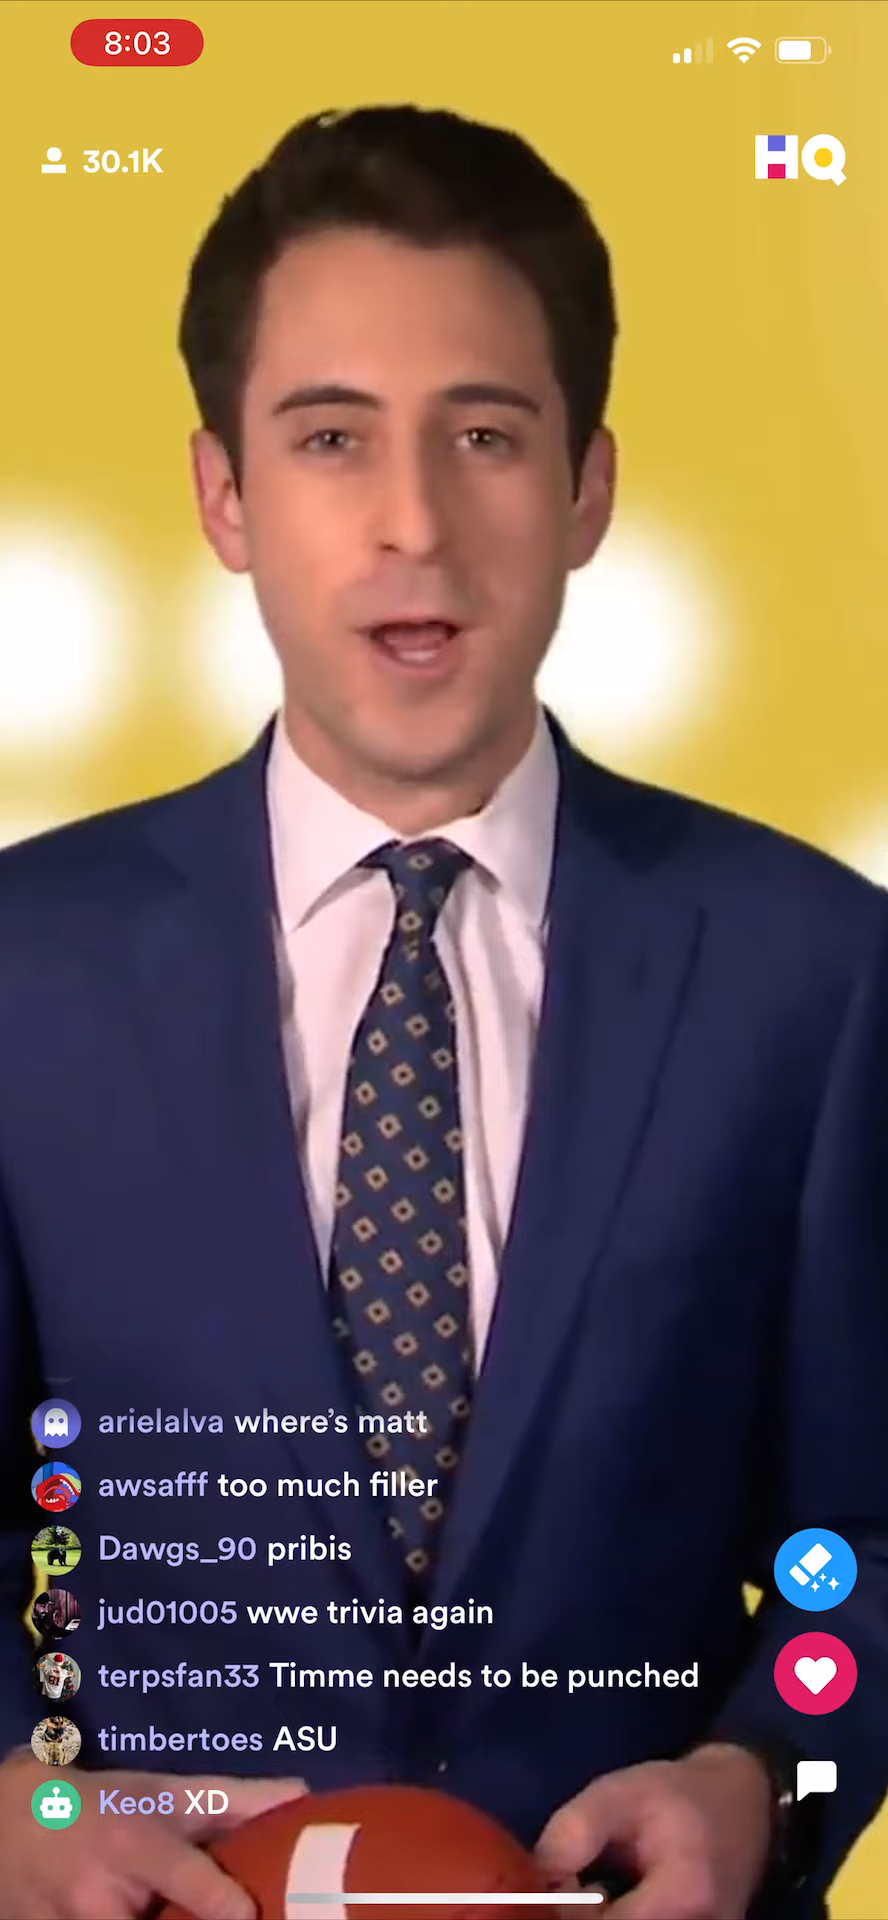 8:03
30.1K
HQ
arielalva where’s matt
awsafff too much filler
Dawgs_90 pribis
jud01005 wwe trivia again
terpsfan33 Timme needs to be punched
timbertoes ASU
Keo8 XD